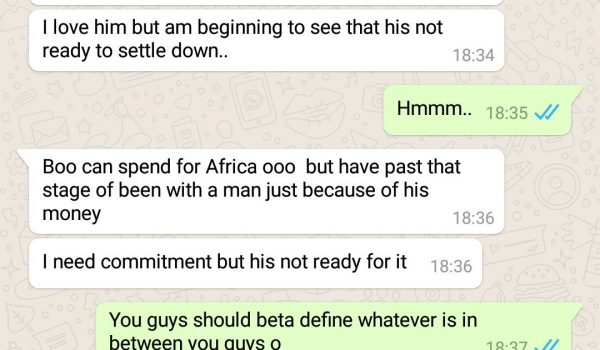 I love him but am beginning to see that his not
ready to settle down..
18:34
Hmmm..
18:35
Boo can spend for Africa ooo  but have past that
stage of been with a man just because of his
money
18:36
I need commitment but his not ready for it
18:36
You guys should beta define whatever is in
between you guys o
18:37